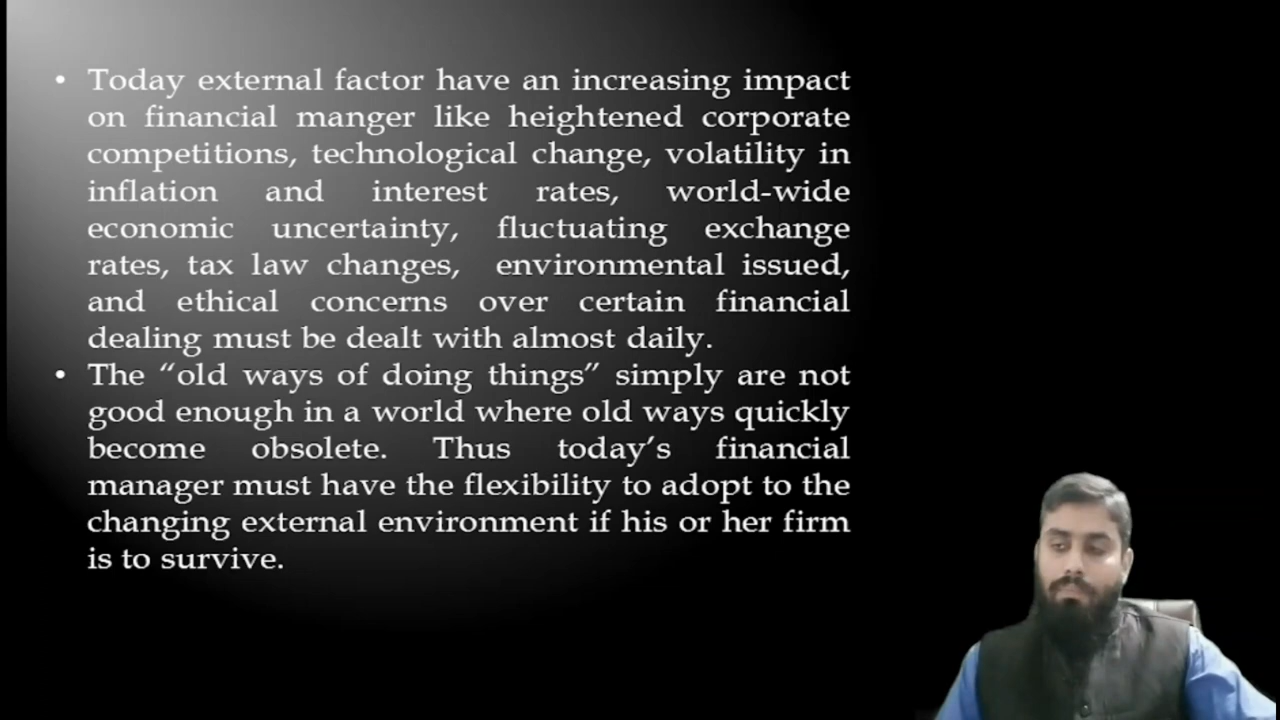 • Today external factor have an increasing impact
on financial manger like heightened corporate
competitions, technological change, volatility in
inflation and interest rates, world-wide
economic uncertainty, fluctuating exchange
rates, tax law changes, environmental issued,
and ethical concerns over certain financial
dealing must be dealt with almost daily.
• The “old ways of doing things” simply are not
good enough in a world where old ways quickly
become obsolete. Thus today’s financial
manager must have the flexibility to adopt to the
changing external environment if his or her firm
is to survive.